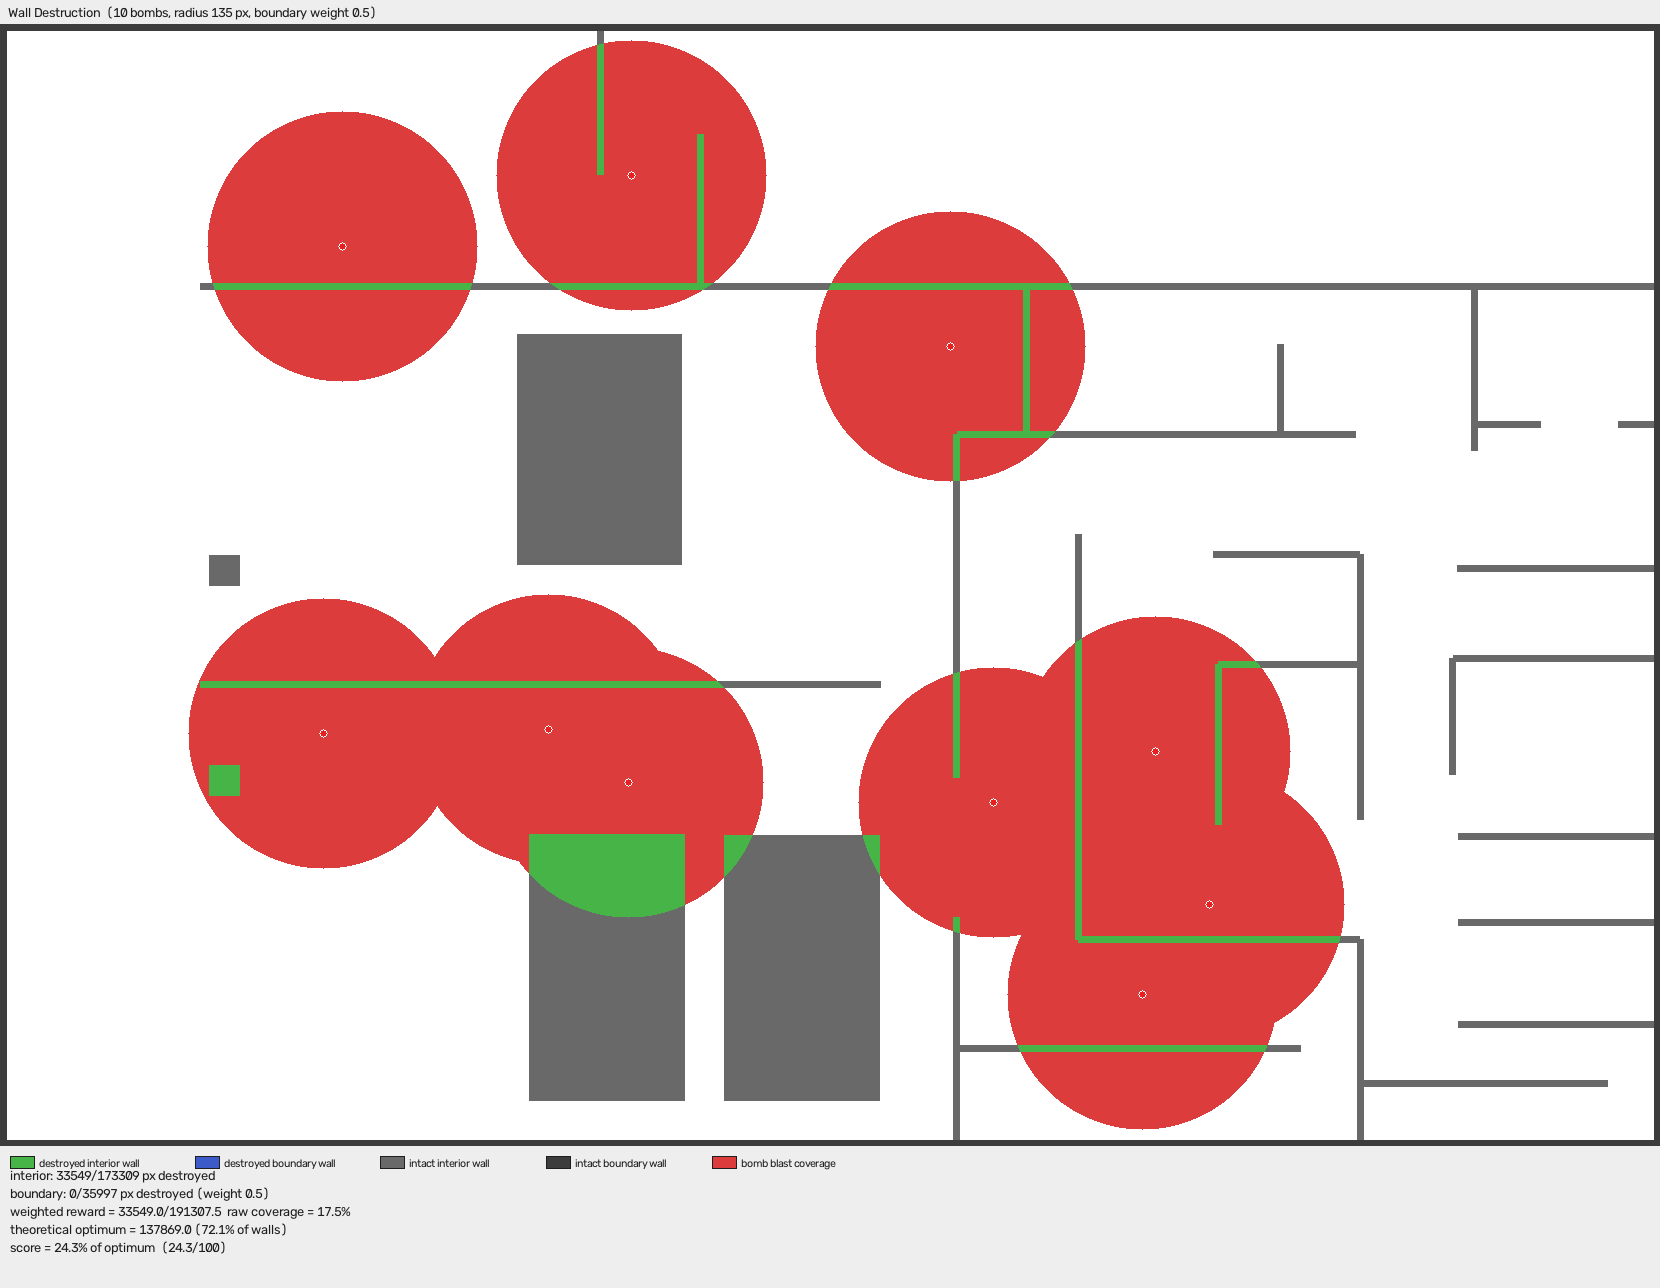 Wall Destruction (10 bombs, radius 135 px, boundary weight 0.5)
destroyed interior wall
destroyed boundary wall
intact interior wall
intact boundary wall
bomb blast coverage
interior: 33549/173309 px destroyed
boundary: 0/35997 px destroyed (weight 0.5)
weighted reward = 33549.0/191307.5 raw coverage = 17.5%
theoretical optimum = 137869.0 (72.1% of walls)
score = 24.3% of optimum (24.3/100)